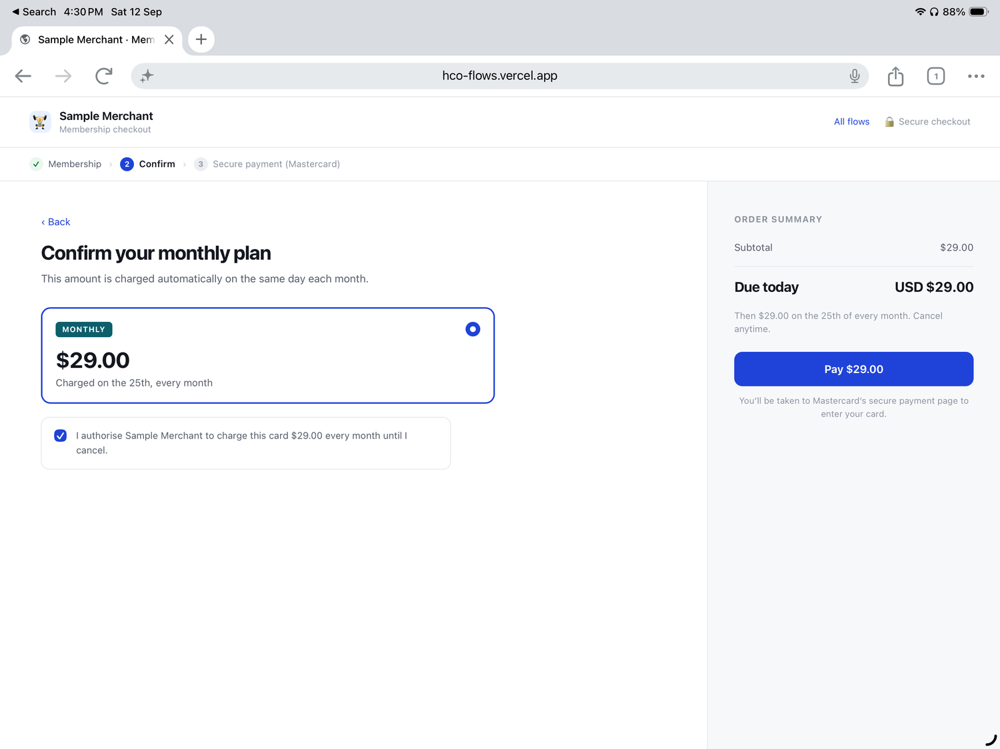 Search 4:30 PM Sat 12 Sep 88%
Sample Merchant · Mem
hco-flows.vercel.app
1
Sample Merchant
Membership checkout
All flows
Secure checkout
Membership › 2 Confirm › 3 Secure payment (Mastercard)
‹ Back
Confirm your monthly plan
This amount is charged automatically on the same day each month.
MONTHLY
$29.00
Charged on the 25th, every month
I authorise Sample Merchant to charge this card $29.00 every month until I
cancel.
ORDER SUMMARY
Subtotal $29.00
Due today USD $29.00
Then $29.00 on the 25th of every month. Cancel
anytime.
Pay $29.00
You’ll be taken to Mastercard’s secure payment page to
enter your card.